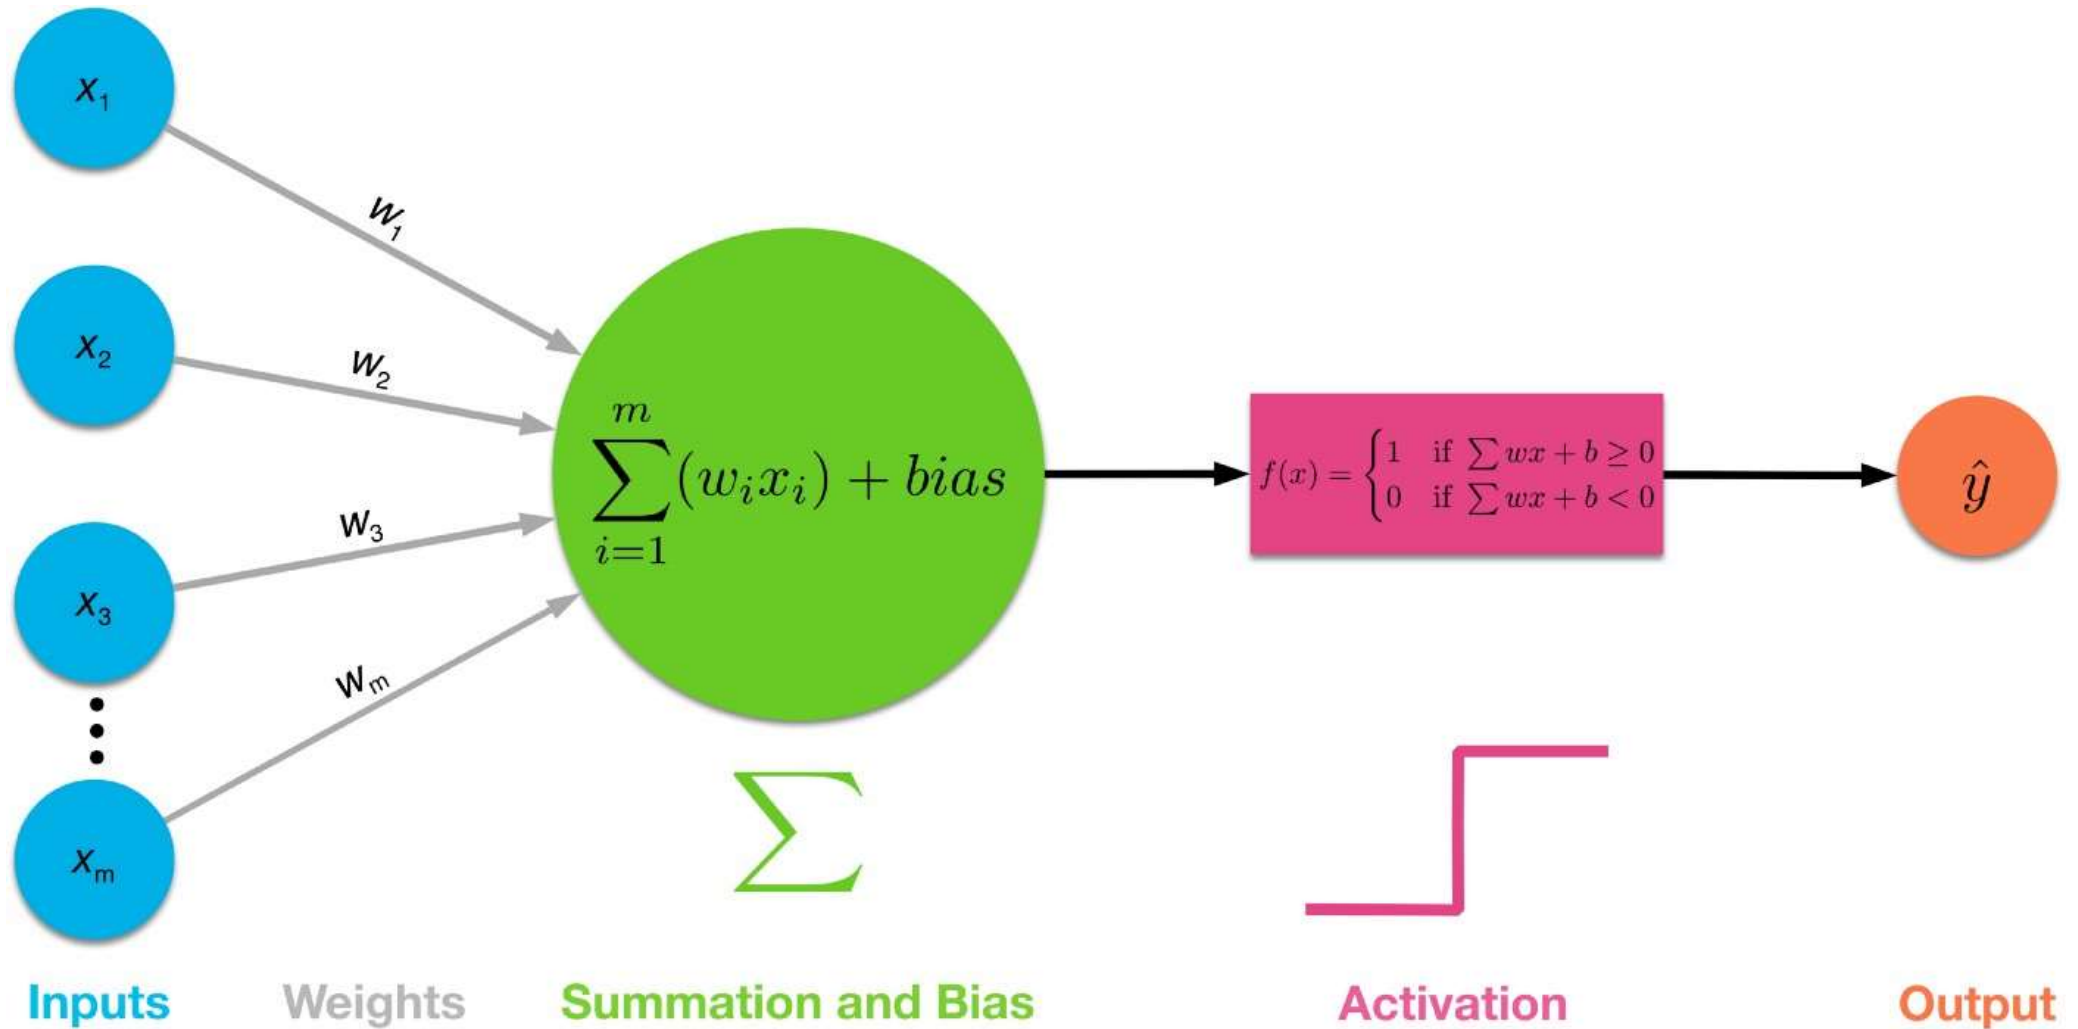 x₁
w₁
x₂
w₂
x₃
w₃
xₘ
wₘ
m
∑(wᵢxᵢ) + bias
i=1
f(x) = {1 if ∑ wx + b ≥ 0
0 if ∑ wx + b < 0
ŷ
∑
Inputs Weights Summation and Bias Activation Output